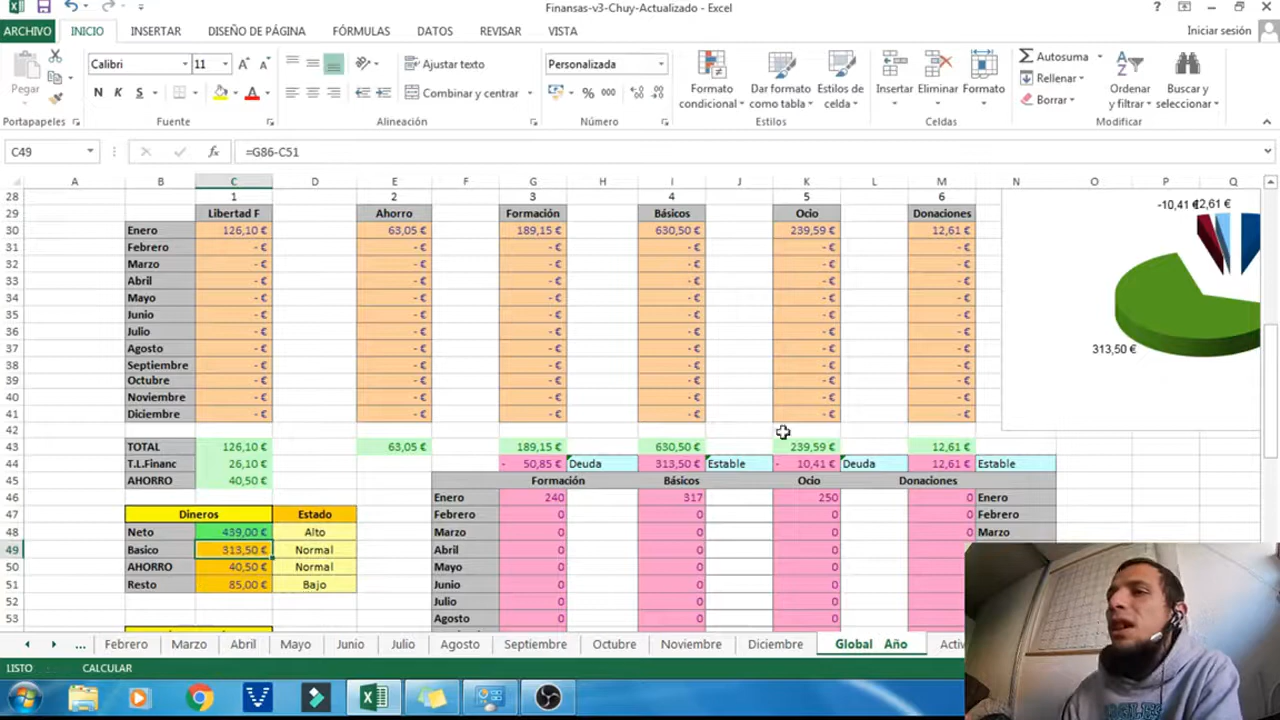 Finansas-v3-Chuy-Actualizado - Excel
ARCHIVO INICIO INSERTAR DISEÑO DE PÁGINA FÓRMULAS DATOS REVISAR VISTA Iniciar sesión
Calibri 11 Ajustar texto Personalizada Autosuma
Pegar Formato condicional Dar formato como tabla Estilos de celda Insertar Eliminar Formato Rellenar Ordenar y filtrar Buscar y seleccionar
N K S Combinar y centrar % 000 Borrar
Portapapeles Fuente Alineación Número Estilos Celdas Modificar
C49 =G86-C51
A B C D E F G H I J K L M N O P Q
28 1 2 3 4 5 6
29 Libertad F Ahorro Formación Básicos Ocio Donaciones
30 Enero 126,10 € 63,05 € 189,15 € 630,50 € 239,59 € 12,61 €
31 Febrero - € - € - € - € - € - €
32 Marzo - € - € - € - € - € - €
33 Abril - € - € - € - € - € - €
34 Mayo - € - € - € - € - € - €
35 Junio - € - € - € - € - € - €
36 Julio - € - € - € - € - € - €
37 Agosto - € - € - € - € - € - €
38 Septiembre - € - € - € - € - € - €
39 Octubre - € - € - € - € - € - €
40 Noviembre - € - € - € - € - € - €
41 Diciembre - € - € - € - € - € - €
42
43 TOTAL 126,10 € 63,05 € 189,15 € 630,50 € 239,59 € 12,61 €
44 T.L.Financ 26,10 € - 50,85 € Deuda 313,50 € Estable - 10,41 € Deuda 12,61 € Estable
45 AHORRO 40,50 € Formación Básicos Ocio Donaciones
46 Enero 240 317 250 0 Enero
47 Dineros Estado Febrero 0 0 0 0 Febrero
48 Neto 439,00 € Alto Marzo 0 0 0 0 Marzo
49 Basico 313,50 € Normal Abril 0 0 0
50 AHORRO 40,50 € Normal Mayo 0 0 0
51 Resto 85,00 € Bajo Junio 0 0 0
52 Julio 0 0 0
53 Agosto 0 0 0
-10,41 € 12,61 €
313,50 €
... Febrero Marzo Abril Mayo Junio Julio Agosto Septiembre Octubre Noviembre Diciembre Global Año Activ
LISTO CALCULAR